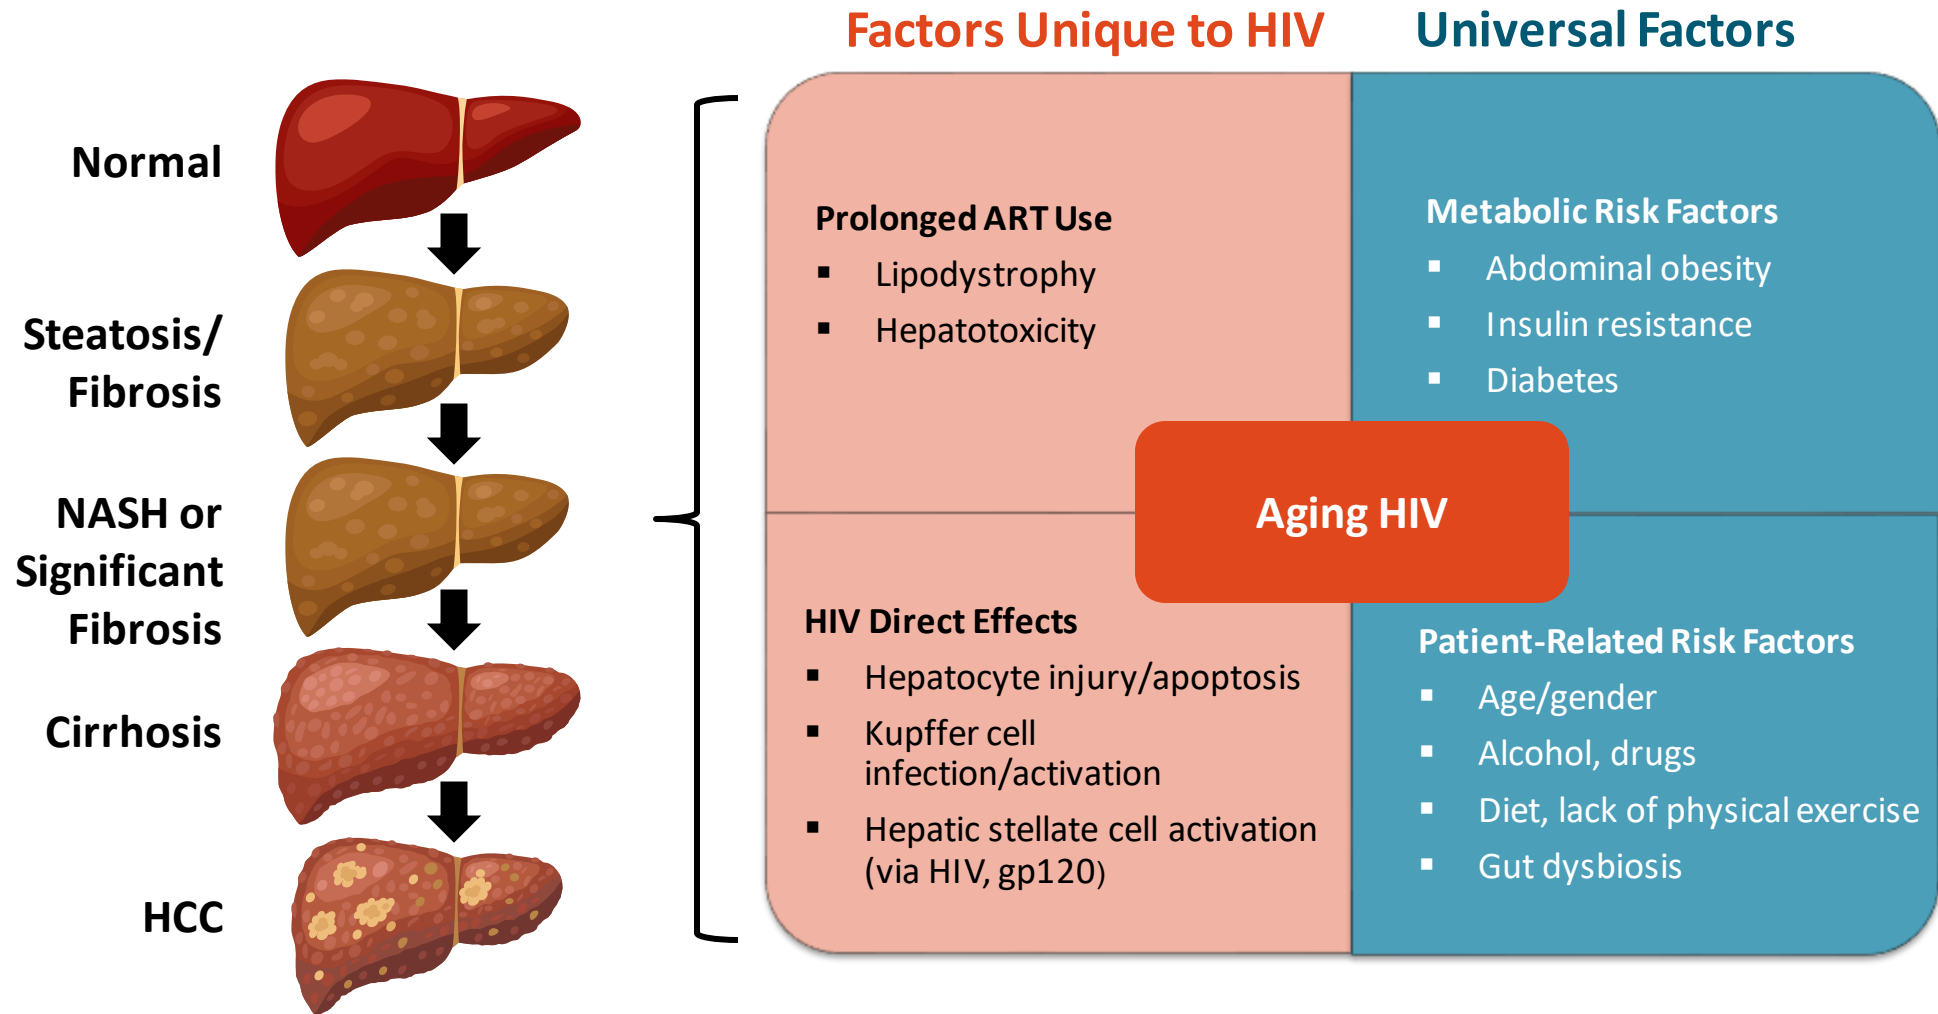 Factors Unique to HIV
Universal Factors
Normal
Steatosis/
Fibrosis
NASH or
Significant
Fibrosis
Cirrhosis
HCC
Prolonged ART Use
▪ Lipodystrophy
▪ Hepatotoxicity
Metabolic Risk Factors
▪ Abdominal obesity
▪ Insulin resistance
▪ Diabetes
Aging HIV
HIV Direct Effects
▪ Hepatocyte injury/apoptosis
▪ Kupffer cell
infection/activation
▪ Hepatic stellate cell activation
(via HIV, gp120)
Patient-Related Risk Factors
▪ Age/gender
▪ Alcohol, drugs
▪ Diet, lack of physical exercise
▪ Gut dysbiosis